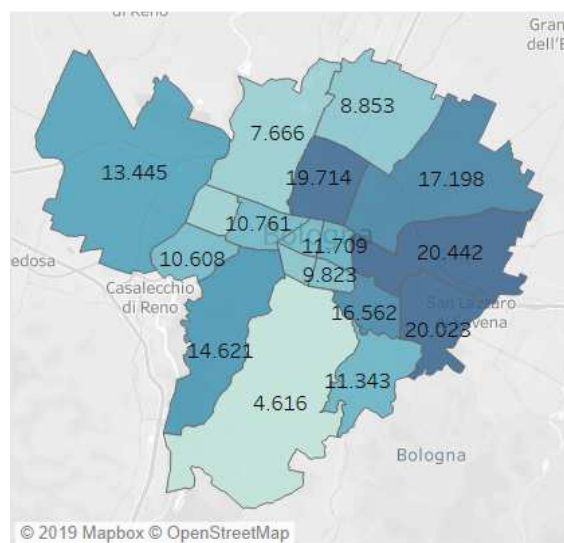 di Reno
Gran
dell'E
8.853
7.666
13.445
19.714
17.198
10.761
Bologna
11.709
20.442
edosa
10.608
9.823
Casalecchio
di Reno
16.562
20.023
14.621
11.343
4.616
Bologna
© 2019 Mapbox © OpenStreetMap